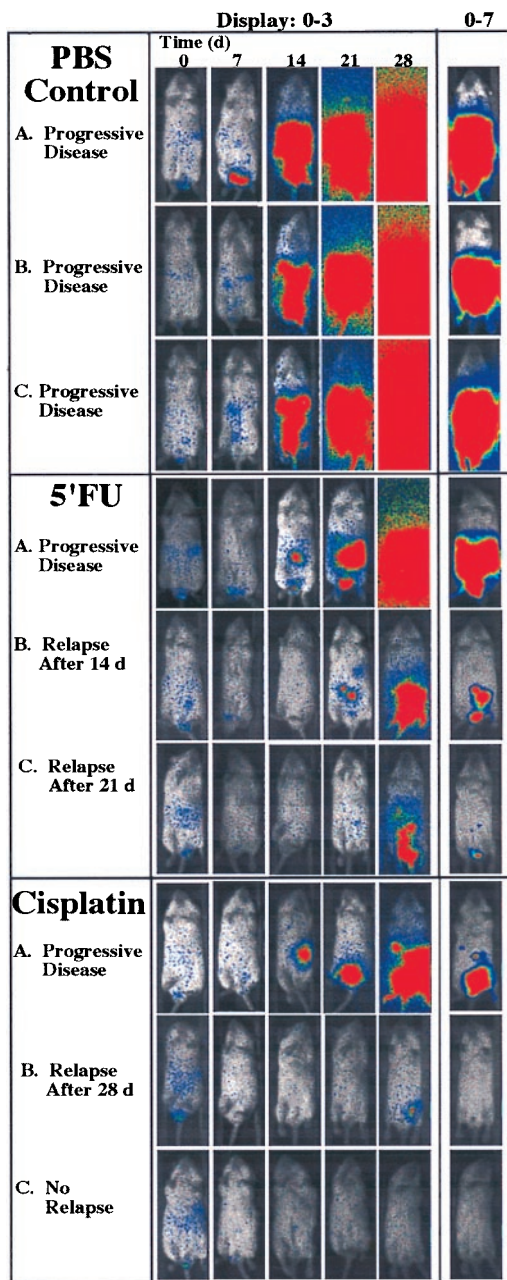 Display: 0-3
0-7
Time (d)
0 7 14 21 28
PBS
Control
A. Progressive
Disease
B. Progressive
Disease
C. Progressive
Disease
5'FU
A. Progressive
Disease
B. Relapse
After 14 d
C. Relapse
After 21 d
Cisplatin
A. Progressive
Disease
B. Relapse
After 28 d
C. No
Relapse